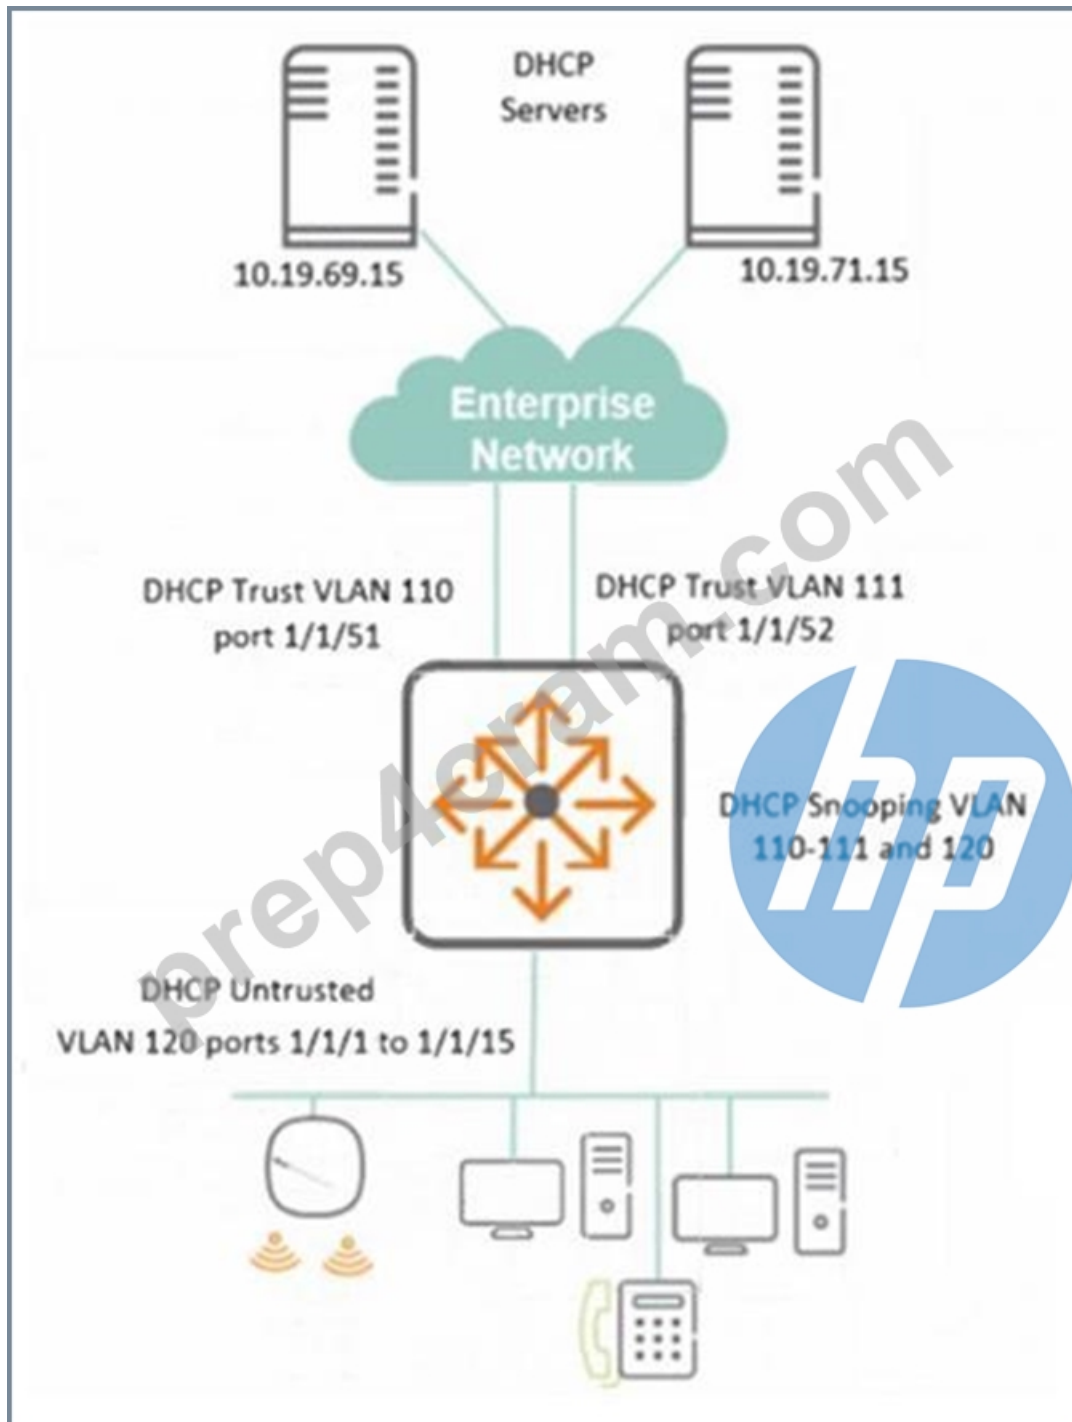 DHCP
Servers
10.19.69.15
10.19.71.15
Enterprise
Network
DHCP Trust VLAN 110
port 1/1/51
DHCP Trust VLAN 111
port 1/1/52
DHCP Snooping VLAN
110-111 and 120
hp
DHCP Untrusted
VLAN 120 ports 1/1/1 to 1/1/15
prep4cram.com